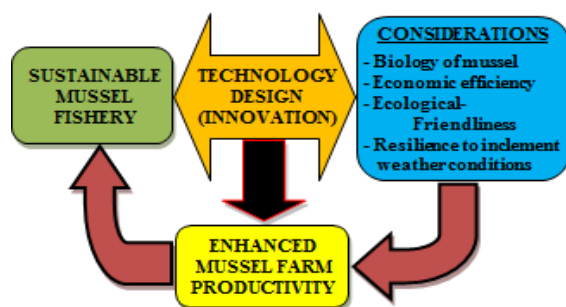 SUSTAINABLE
MUSSEL
FISHERY
TECHNOLOGY
DESIGN
(INNOVATION)
CONSIDERATIONS
- Biology of mussel
- Economic efficiency
- Ecological-
Friendliness
- Resilience to inclement
weather conditions
ENHANCED
MUSSEL FARM
PRODUCTIVITY